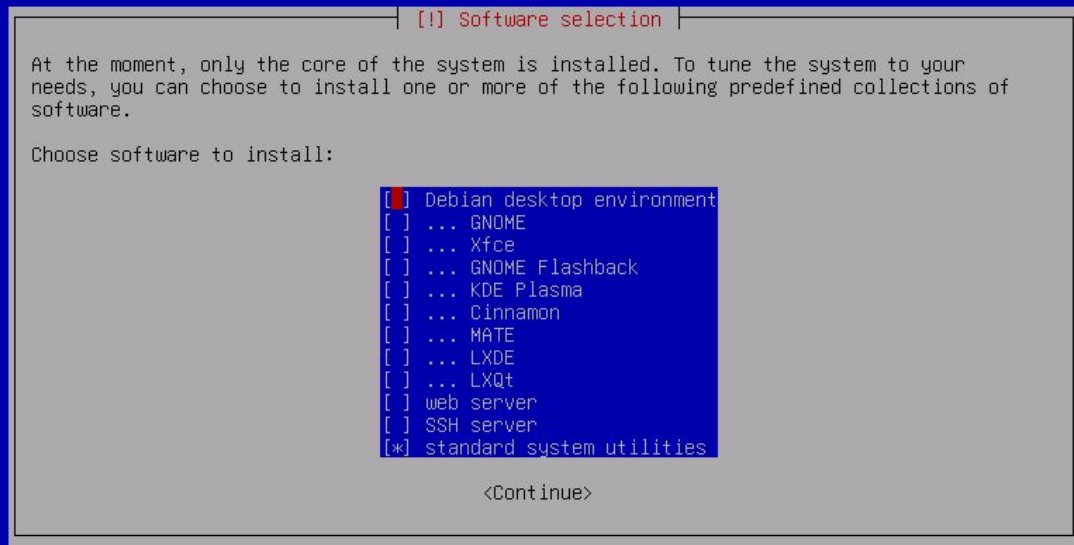 [!] Software selection
At the moment, only the core of the system is installed. To tune the system to your
needs, you can choose to install one or more of the following predefined collections of
software.
Choose software to install:
[ ] Debian desktop environment
[ ] ... GNOME
[ ] ... Xfce
[ ] ... GNOME Flashback
[ ] ... KDE Plasma
[ ] ... Cinnamon
[ ] ... MATE
[ ] ... LXDE
[ ] ... LXQt
[ ] web server
[ ] SSH server
[*] standard system utilities
<Continue>